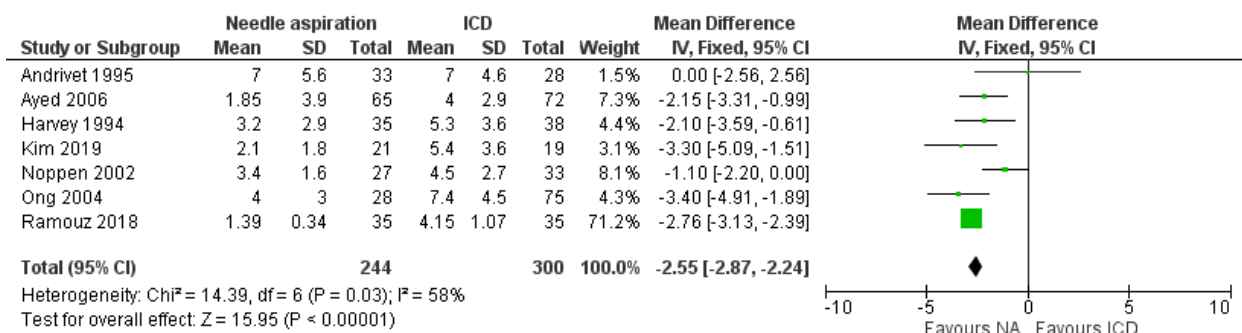 Needle aspiration ICD Mean Difference Mean Difference
Study or Subgroup Mean SD Total Mean SD Total Weight IV, Fixed, 95% CI IV, Fixed, 95% CI
Andrivet 1995 7 5.6 33 7 4.6 28 1.5% 0.00 [-2.56, 2.56]
Ayed 2006 1.85 3.9 65 4 2.9 72 7.3% -2.15 [-3.31, -0.99]
Harvey 1994 3.2 2.9 35 5.3 3.6 38 4.4% -2.10 [-3.59, -0.61]
Kim 2019 2.1 1.8 21 5.4 3.6 19 3.1% -3.30 [-5.09, -1.51]
Noppen 2002 3.4 1.6 27 4.5 2.7 33 8.1% -1.10 [-2.20, 0.00]
Ong 2004 4 3 28 7.4 4.5 75 4.3% -3.40 [-4.91, -1.89]
Ramouz 2018 1.39 0.34 35 4.15 1.07 35 71.2% -2.76 [-3.13, -2.39]
Total (95% CI) 244 300 100.0% -2.55 [-2.87, -2.24]
Heterogeneity: Chi² = 14.39, df = 6 (P = 0.03); I² = 58%
Test for overall effect: Z = 15.95 (P < 0.00001)
-10 -5 0 5 10
Favours NA Favours ICD